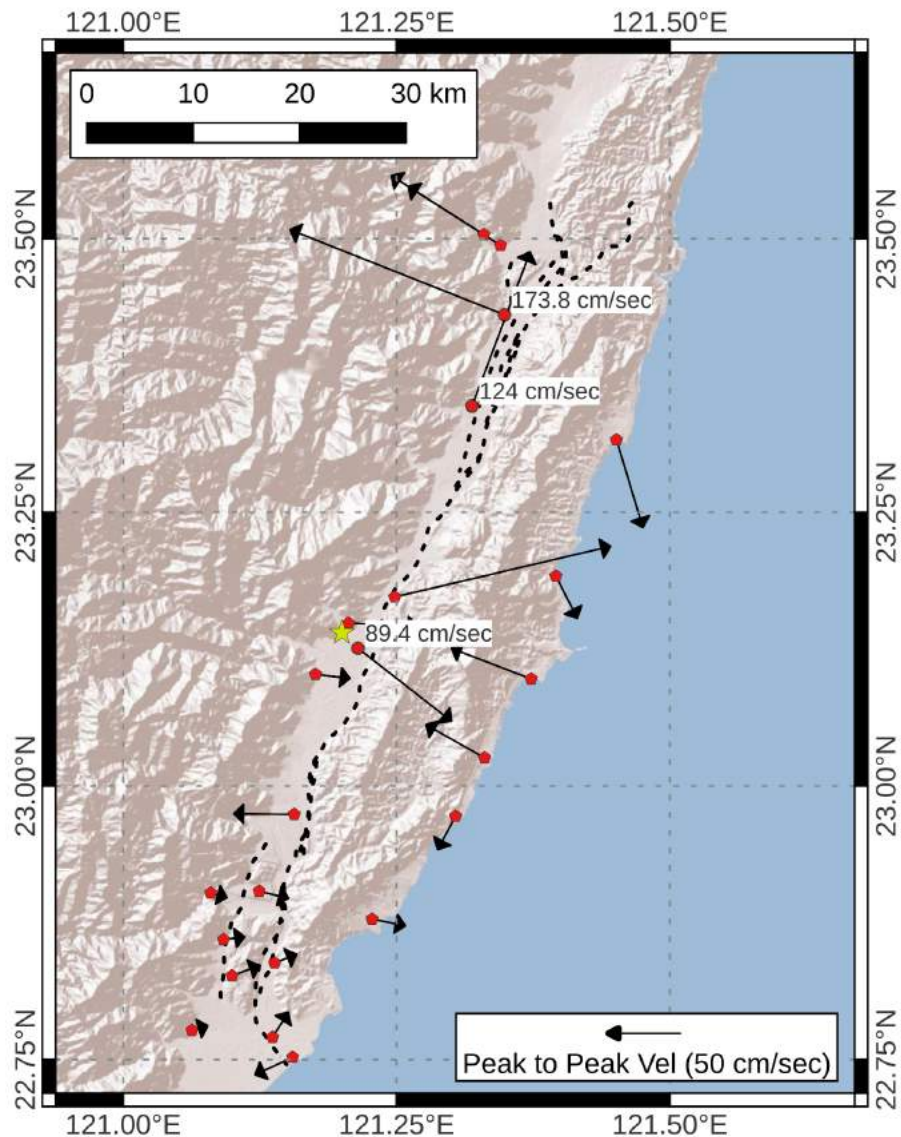 121.00°E 121.25°E 121.50°E
0 10 20 30 km
23.50°N 23.50°N
173.8 cm/sec
124 cm/sec
23.25°N 23.25°N
89.4 cm/sec
23.00°N 23.00°N
22.75°N 22.75°N
Peak to Peak Vel (50 cm/sec)
121.00°E 121.25°E 121.50°E